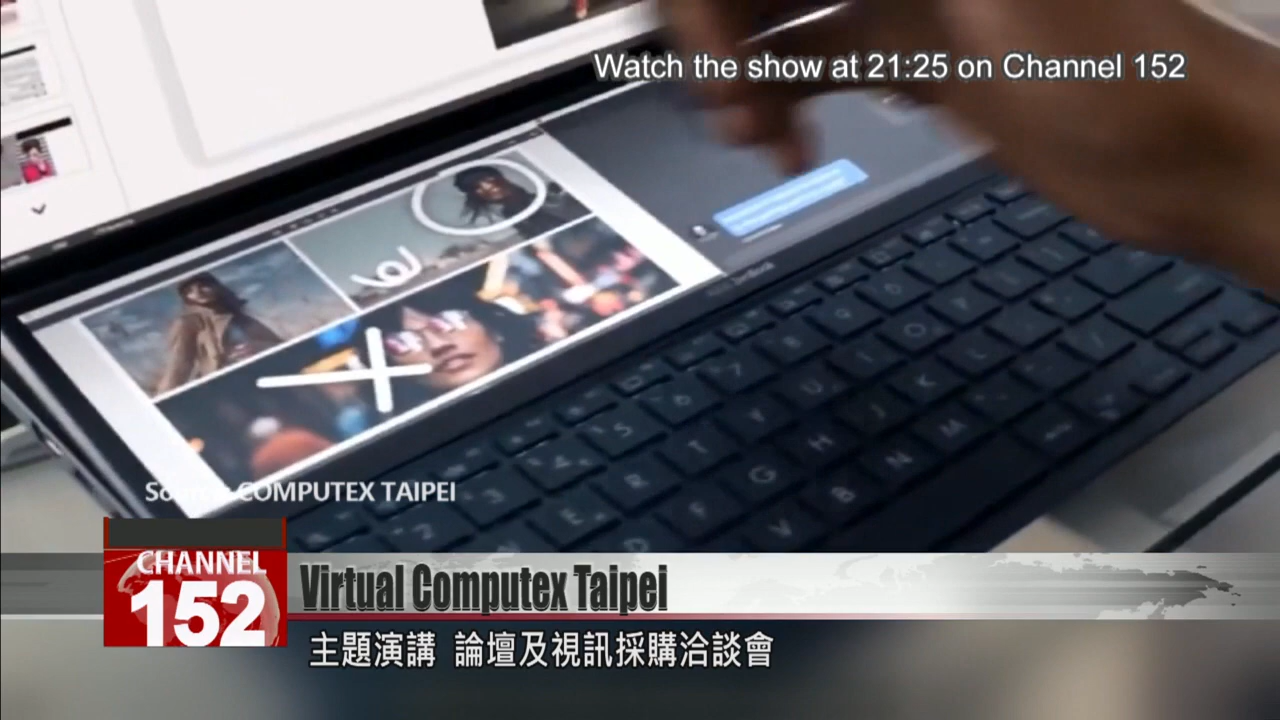 Watch the show at 21:25 on Channel 152
Source: COMPUTEX TAIPEI
CHANNEL
152
Virtual Computex Taipei
主題演講 論壇及視訊採購洽談會